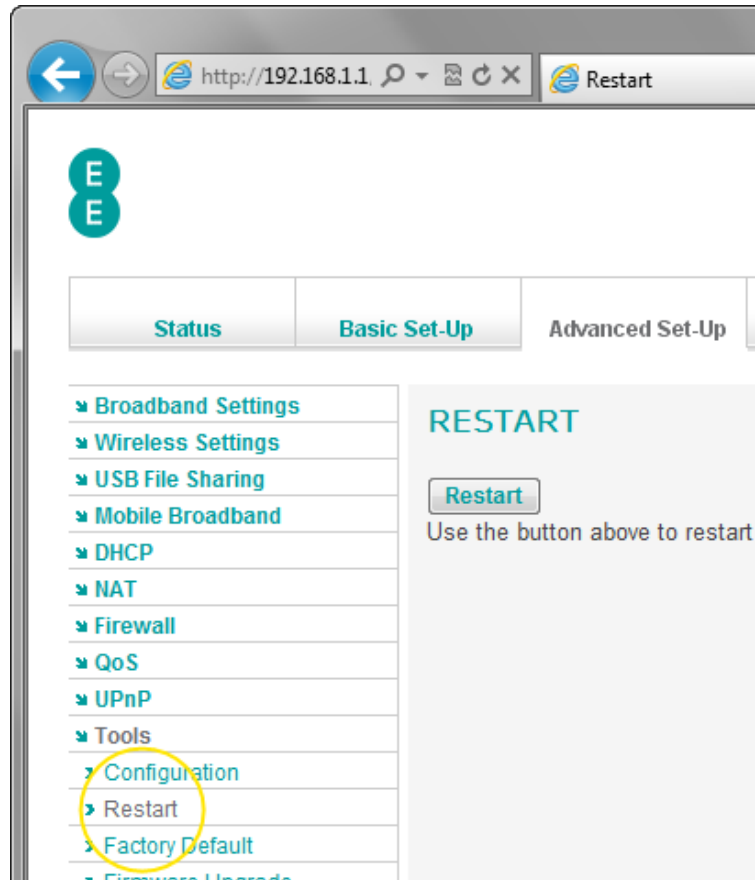 http://192.168.1.1
Restart
E
E
Status
Basic Set-Up
Advanced Set-Up
Broadband Settings
Wireless Settings
USB File Sharing
Mobile Broadband
DHCP
NAT
Firewall
QoS
UPnP
Tools
Configuration
Restart
Factory Default
Firmware Upgrade
RESTART
Restart
Use the button above to restart